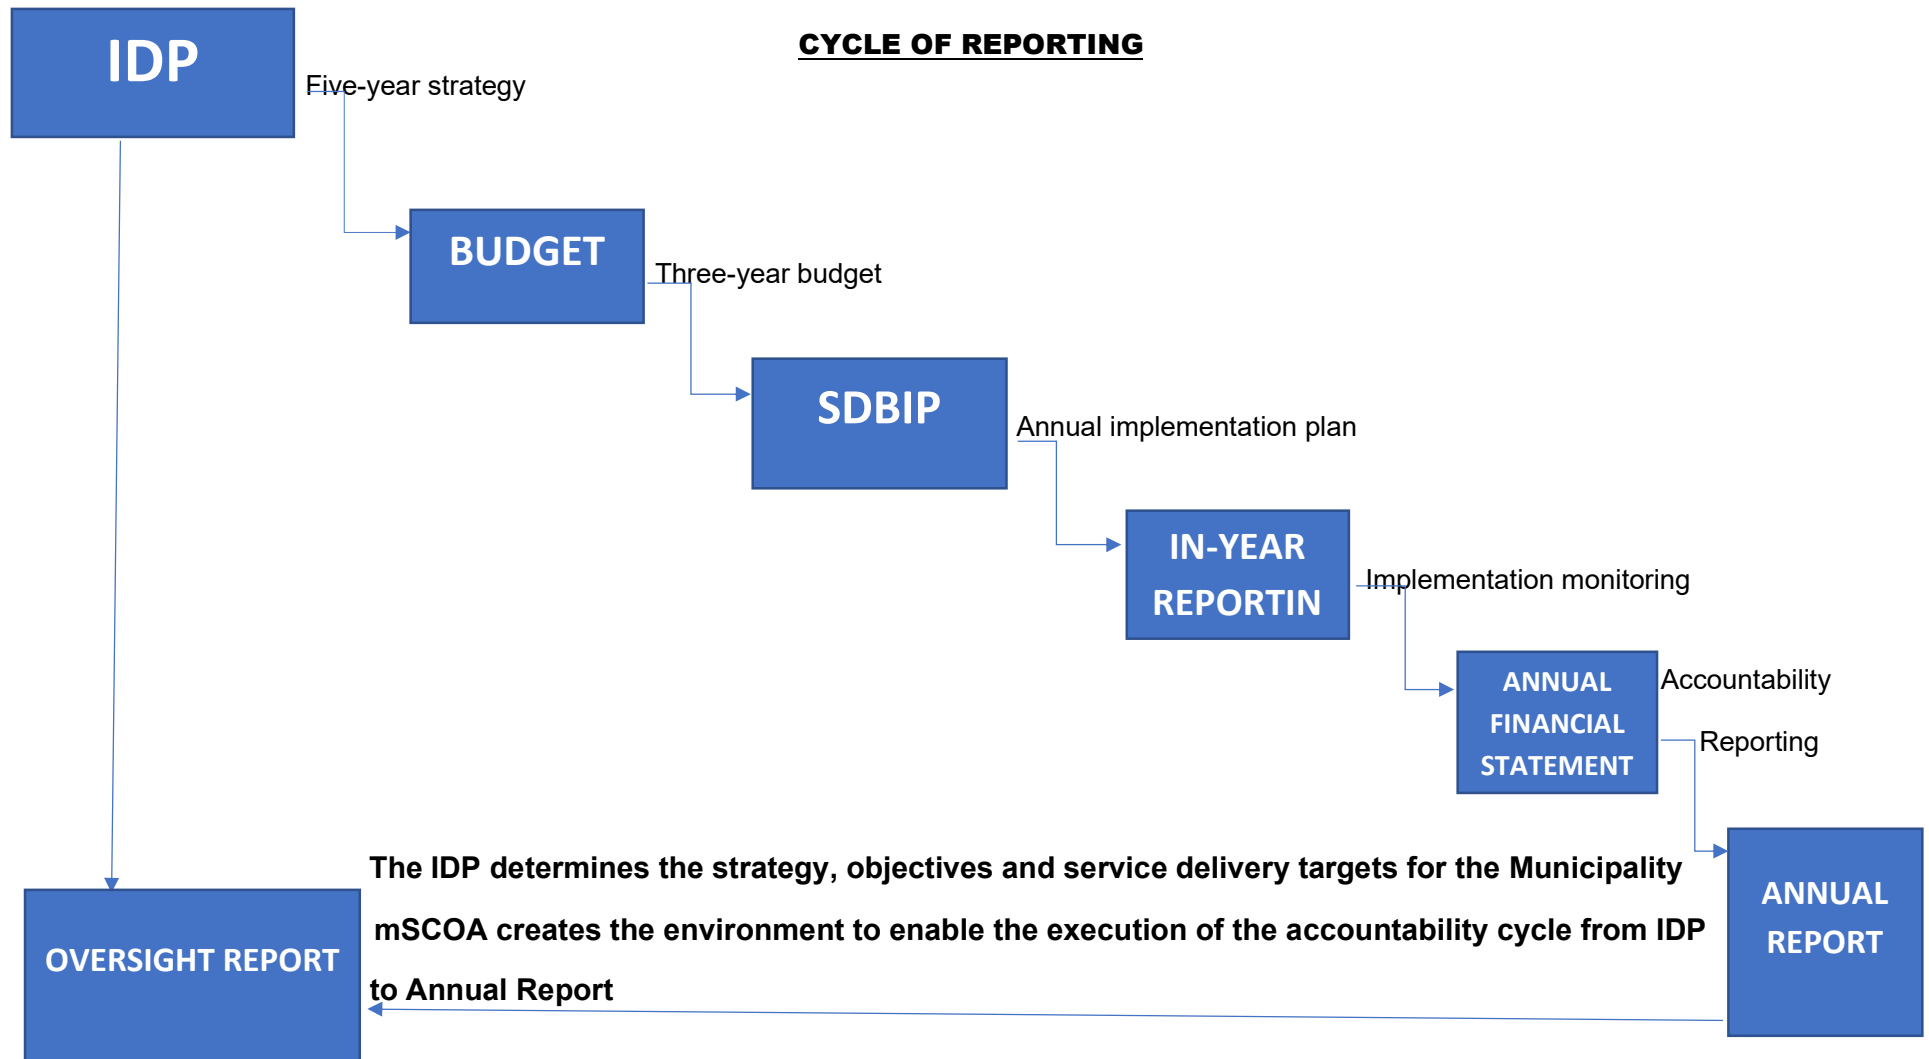 CYCLE OF REPORTING
IDP
Five-year strategy
BUDGET
Three-year budget
SDBIP
Annual implementation plan
IN-YEAR
REPORTIN
Implementation monitoring
ANNUAL
FINANCIAL
STATEMENT
Accountability
Reporting
The IDP determines the strategy, objectives and service delivery targets for the Municipality
mSCOA creates the environment to enable the execution of the accountability cycle from IDP
to Annual Report
ANNUAL
REPORT
OVERSIGHT REPORT